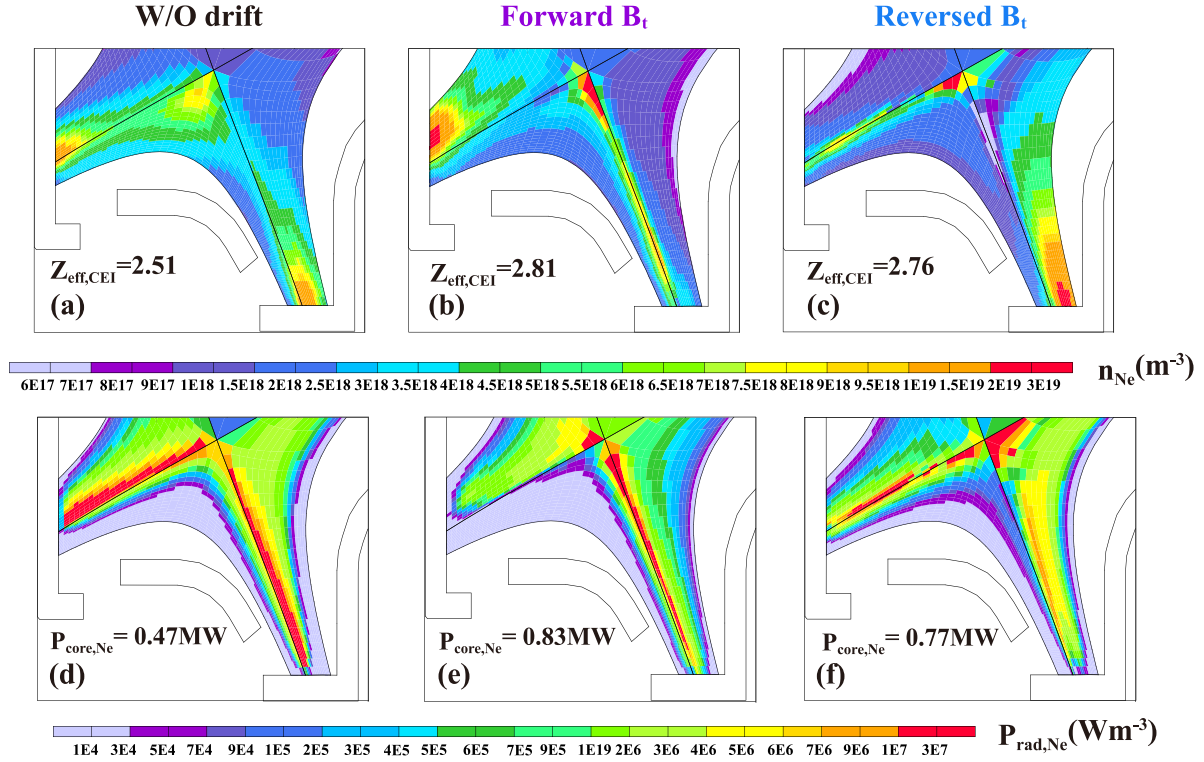 W/O drift Forward Bt Reversed Bt
Zeff,CEI=2.51 Zeff,CEI=2.81 Zeff,CEI=2.76
(a) (b) (c)
6E17 7E17 8E17 9E17 1E18 1.5E18 2E18 2.5E18 3E18 3.5E18 4E18 4.5E18 5E18 5.5E18 6E18 6.5E18 7E18 7.5E18 8E18 9E18 9.5E18 1E19 1.5E19 2E19 3E19 nNe(m-3)
Pcore,Ne= 0.47MW Pcore,Ne= 0.83MW Pcore,Ne= 0.77MW
(d) (e) (f)
1E4 3E4 5E4 7E4 9E4 1E5 2E5 3E5 4E5 5E5 6E5 7E5 9E5 1E19 2E6 3E6 4E6 5E6 6E6 7E6 9E6 1E7 3E7 Prad,Ne(Wm-3)